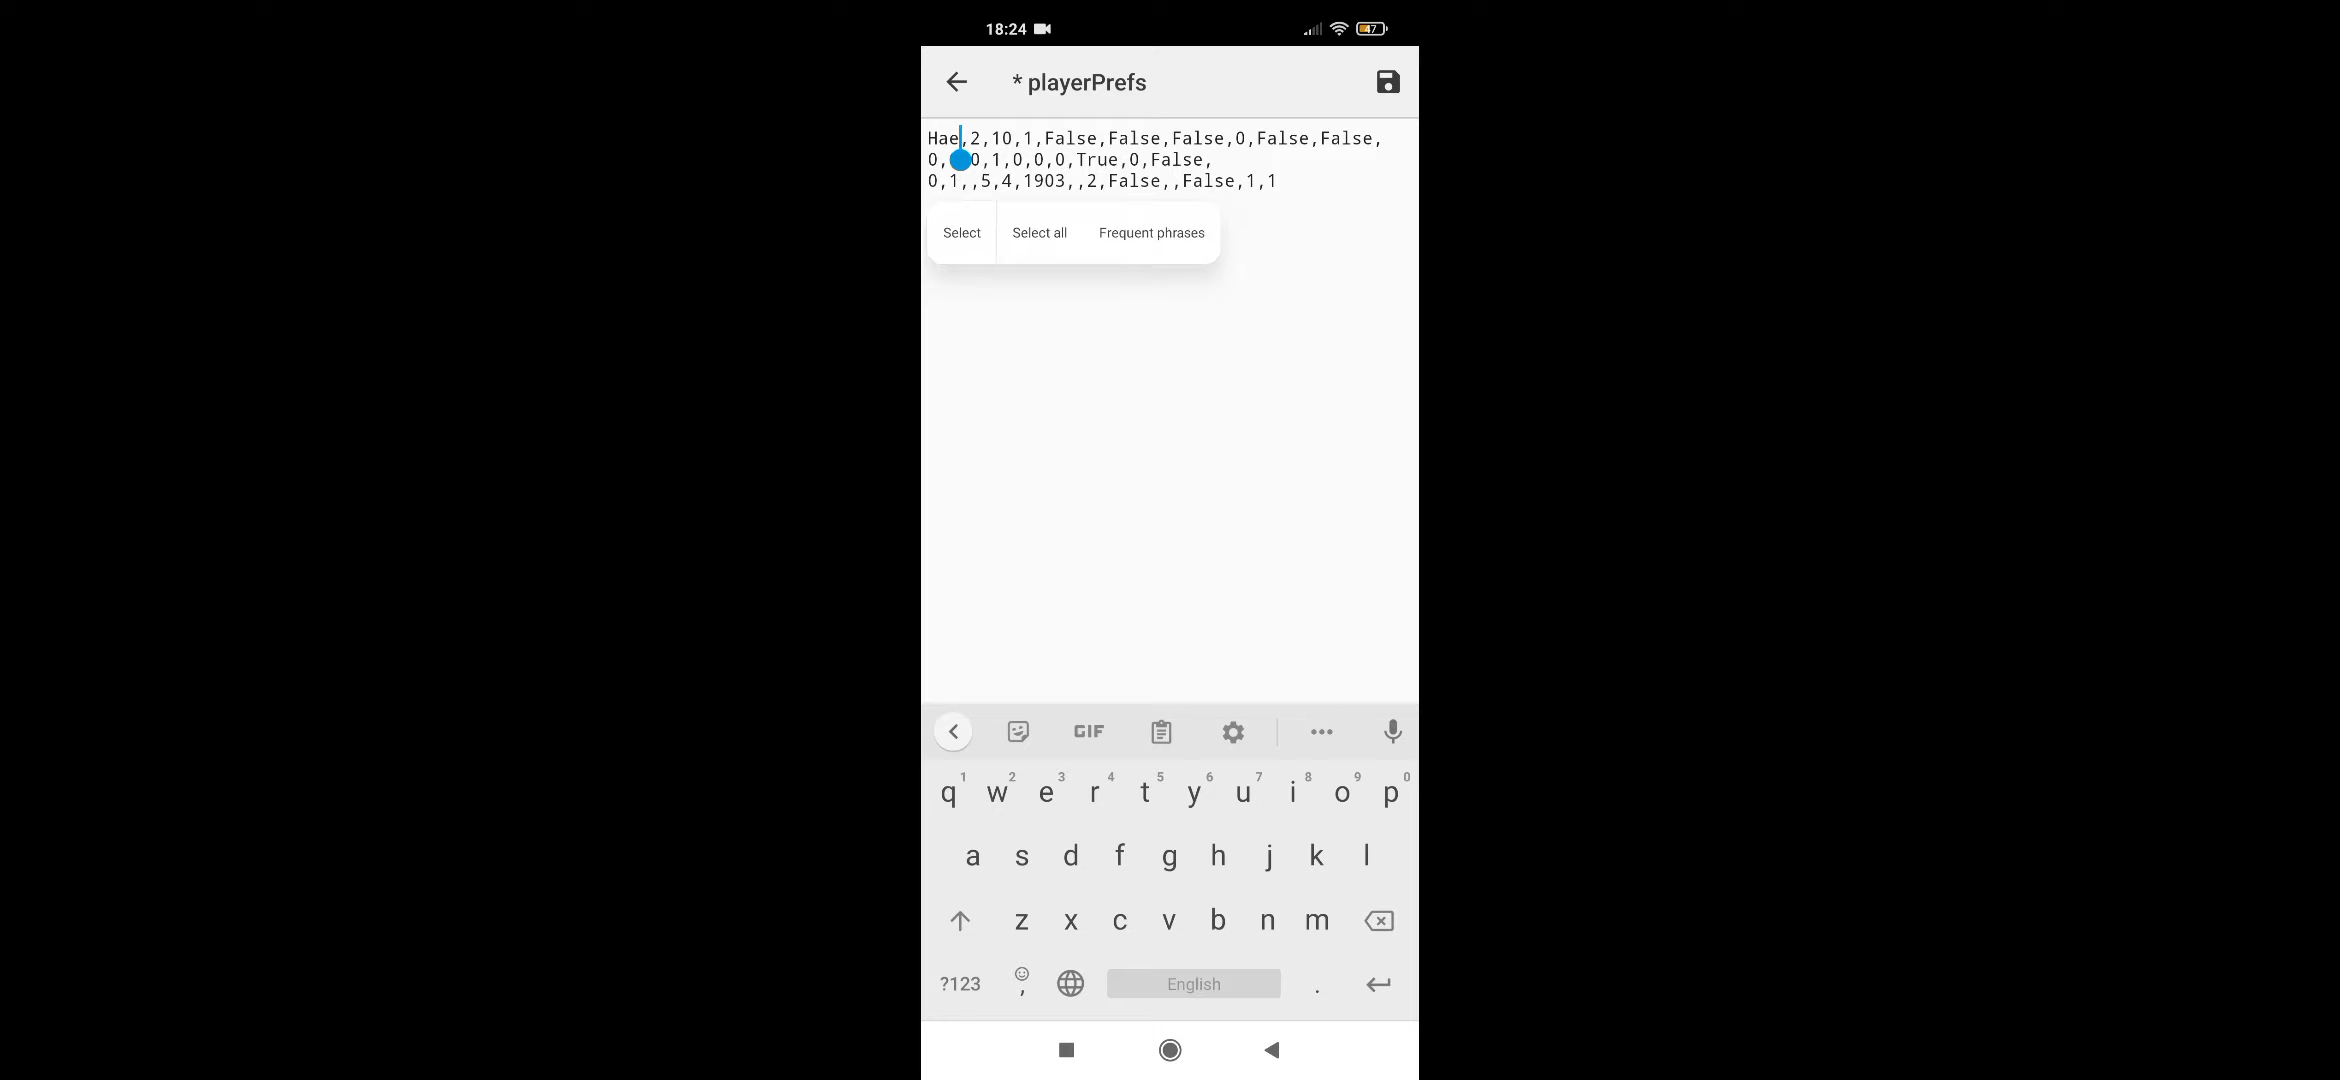 18:24
47
* playerPrefs
Hae,2,10,1,False,False,False,0,False,False,
0, 0,1,0,0,0,True,0,False,
0,1,,5,4,1903,,2,False,,False,1,1
Select Select all Frequent phrases
GIF
1 2 3 4 5 6 7 8 9 0
q w e r t y u i o p
a s d f g h j k l
z x c v b n m
?123 , English .